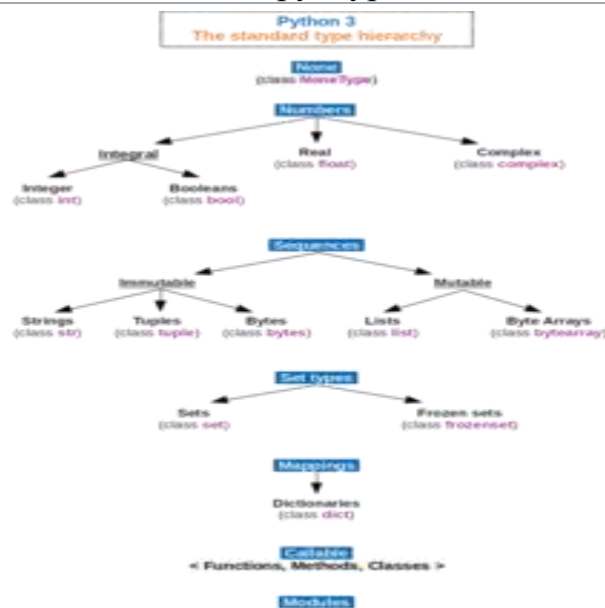 Python 3
The standard type hierarchy
None
(class NoneType)
Numbers
Integral
Real
(class float)
Complex
(class complex)
Integer
(class int)
Booleans
(class bool)
Sequences
Immutable
Mutable
Strings
(class str)
Tuples
(class tuple)
Bytes
(class bytes)
Lists
(class list)
Byte Arrays
(class bytearray)
Set types
Sets
(class set)
Frozen sets
(class frozenset)
Mappings
Dictionaries
(class dict)
Callable
< Functions, Methods, Classes >
Modules